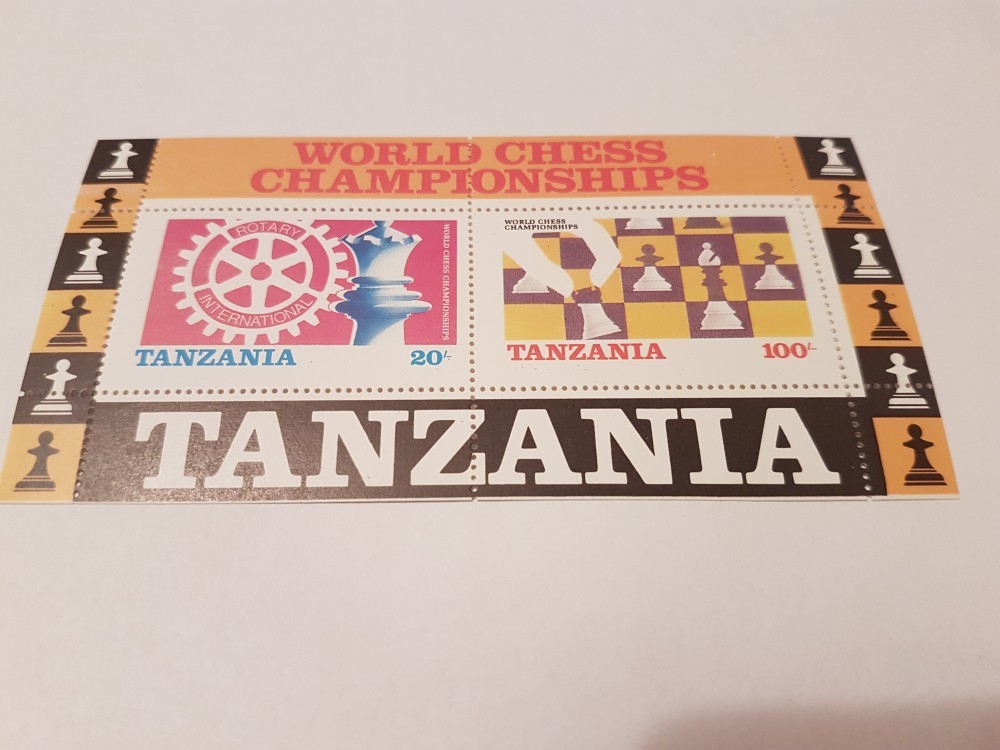 WORLD CHESS
CHAMPIONSHIPS
ROTARY
INTERNATIONAL
WORLD CHESS CHAMPIONSHIPS
TANZANIA 20/-
WORLD CHESS
CHAMPIONSHIPS
TANZANIA 100/-
TANZANIA